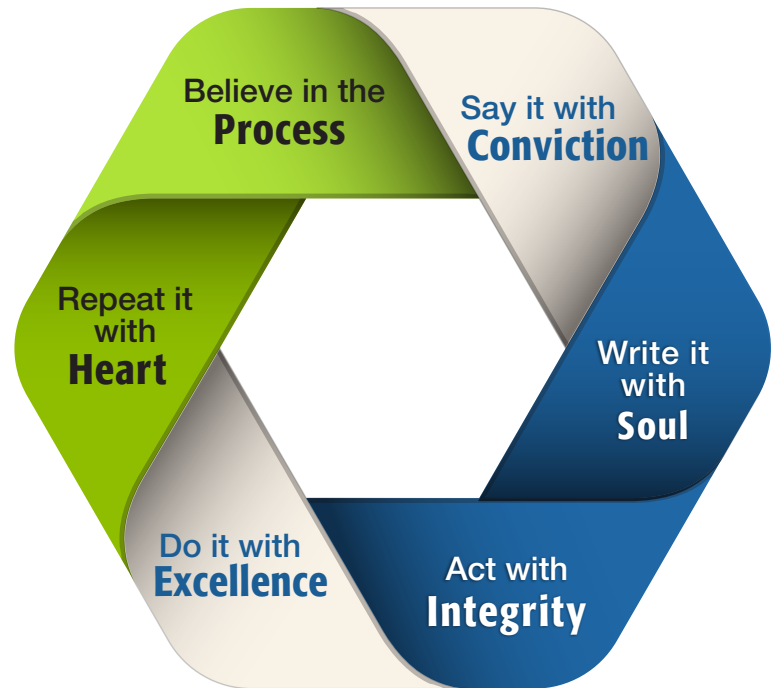 Believe in the
Process
Say it with
Conviction
Write it
with
Soul
Act with
Integrity
Do it with
Excellence
Repeat it
with
Heart